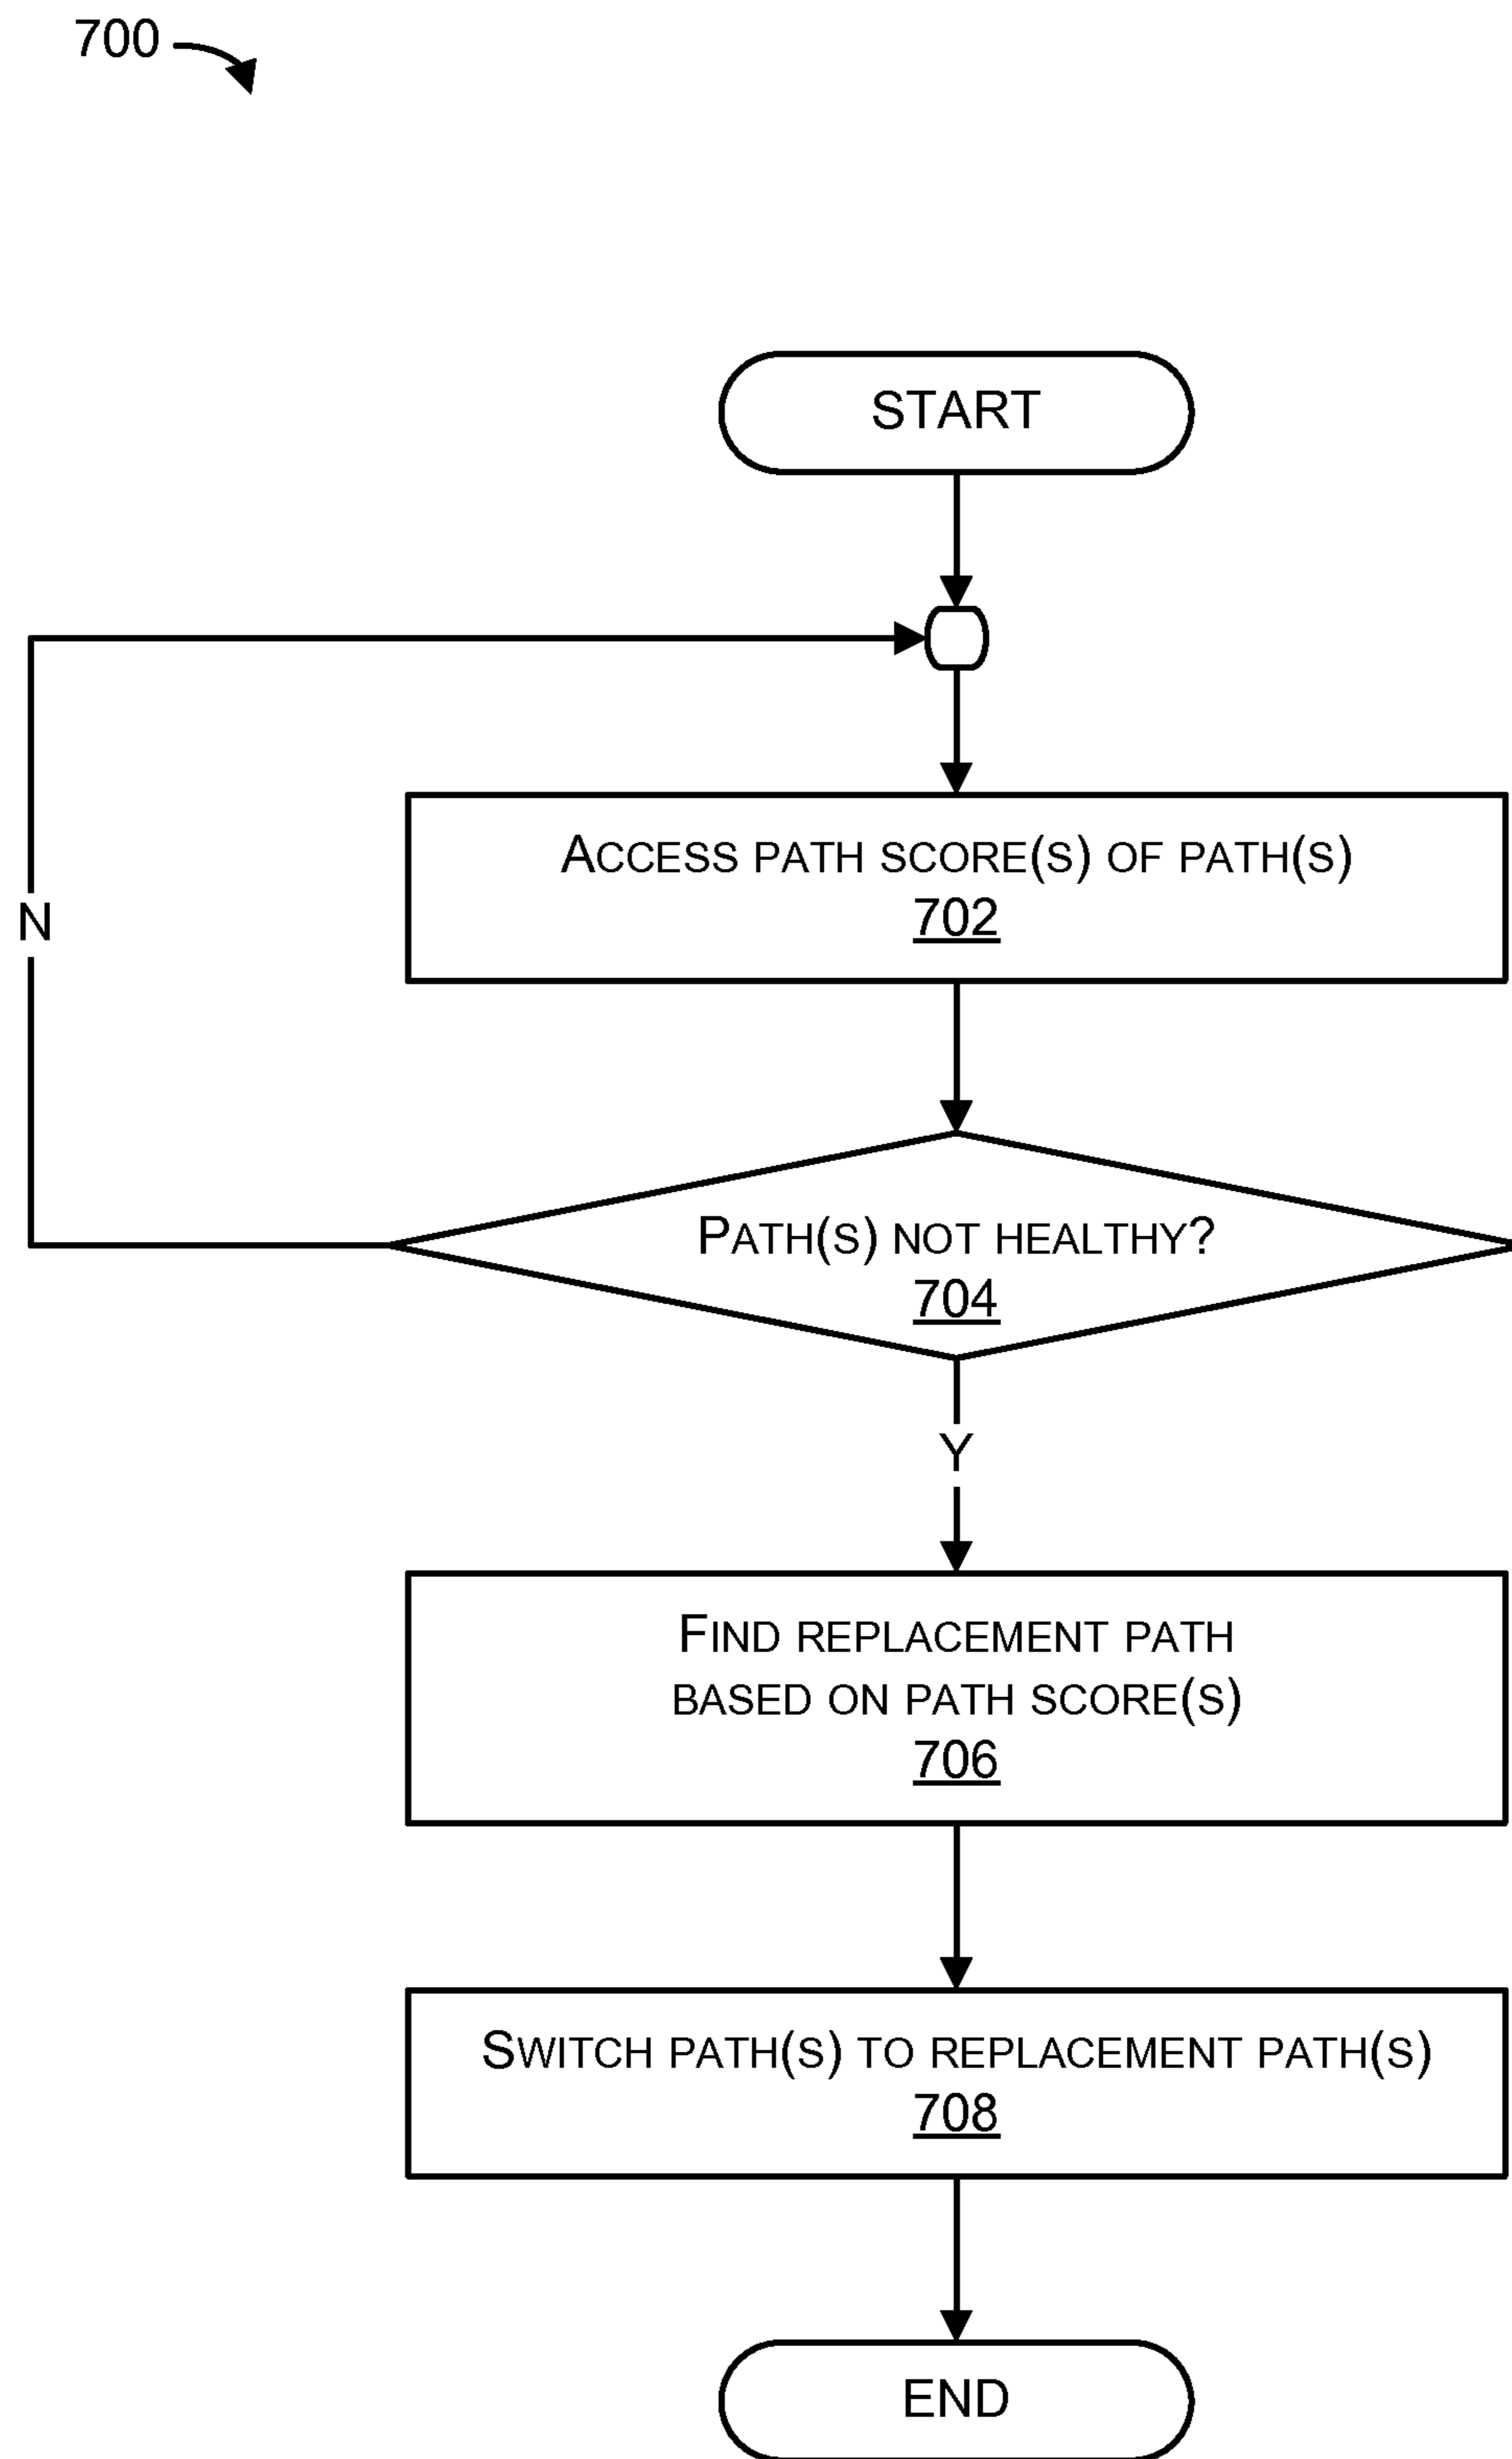 700
START
ACCESS PATH SCORE(S) OF PATH(S)
702
N
PATH(S) NOT HEALTHY?
704
Y
FIND REPLACEMENT PATH
BASED ON PATH SCORE(S)
706
SWITCH PATH(S) TO REPLACEMENT PATH(S)
708
END